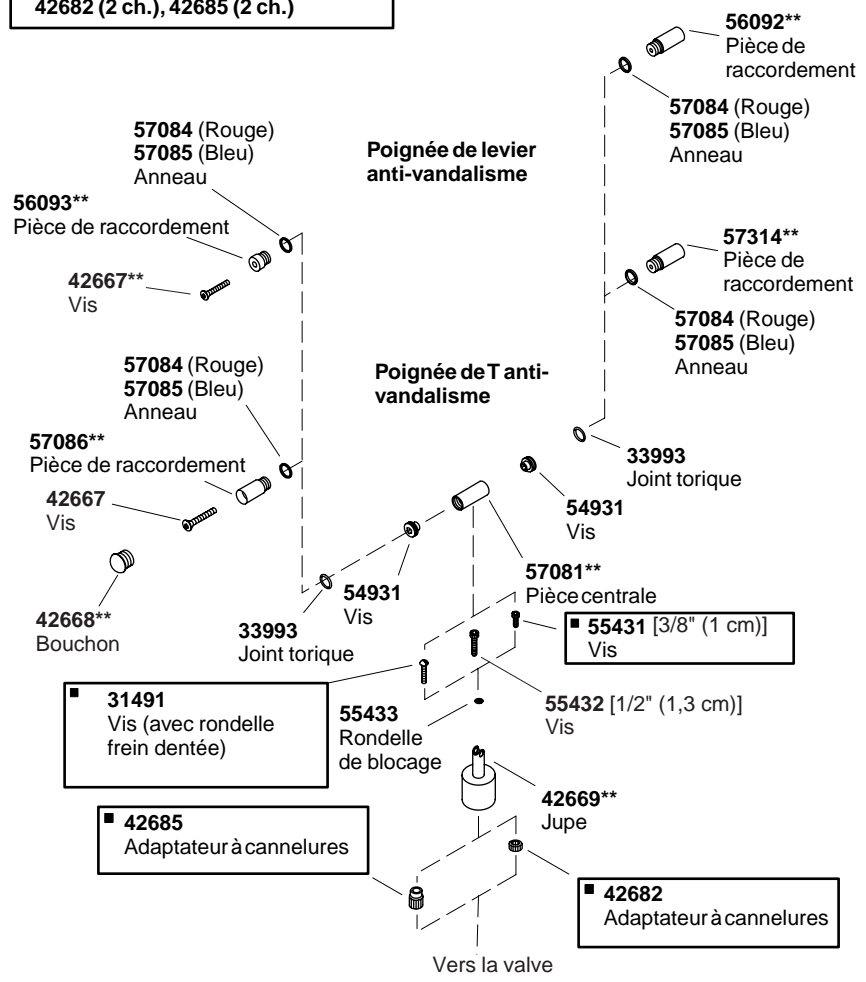 42682 (2 ch.), 42685 (2 ch.)
56092**
Pièce de
raccordement
57084 (Rouge)
57085 (Bleu)
Anneau
57084 (Rouge)
57085 (Bleu)
Anneau
Poignée de levier
anti-vandalisme
56093**
Pièce de raccordement
57314**
Pièce de
raccordement
42667**
Vis
57084 (Rouge)
57085 (Bleu)
Anneau
57084 (Rouge)
57085 (Bleu)
Anneau
Poignée de T anti-
vandalisme
57086**
Pièce de raccordement
33993
Joint torique
42667
Vis
54931
Vis
57081**
Pièce centrale
54931
Vis
42668**
Bouchon
33993
Joint torique
55431 [3/8" (1 cm)]
Vis
31491
Vis (avec rondelle
frein dentée)
55433
Rondelle
de blocage
55432 [1/2" (1,3 cm)]
Vis
42669**
Jupe
42685
Adaptateur à cannelures
42682
Adaptateur à cannelures
Vers la valve